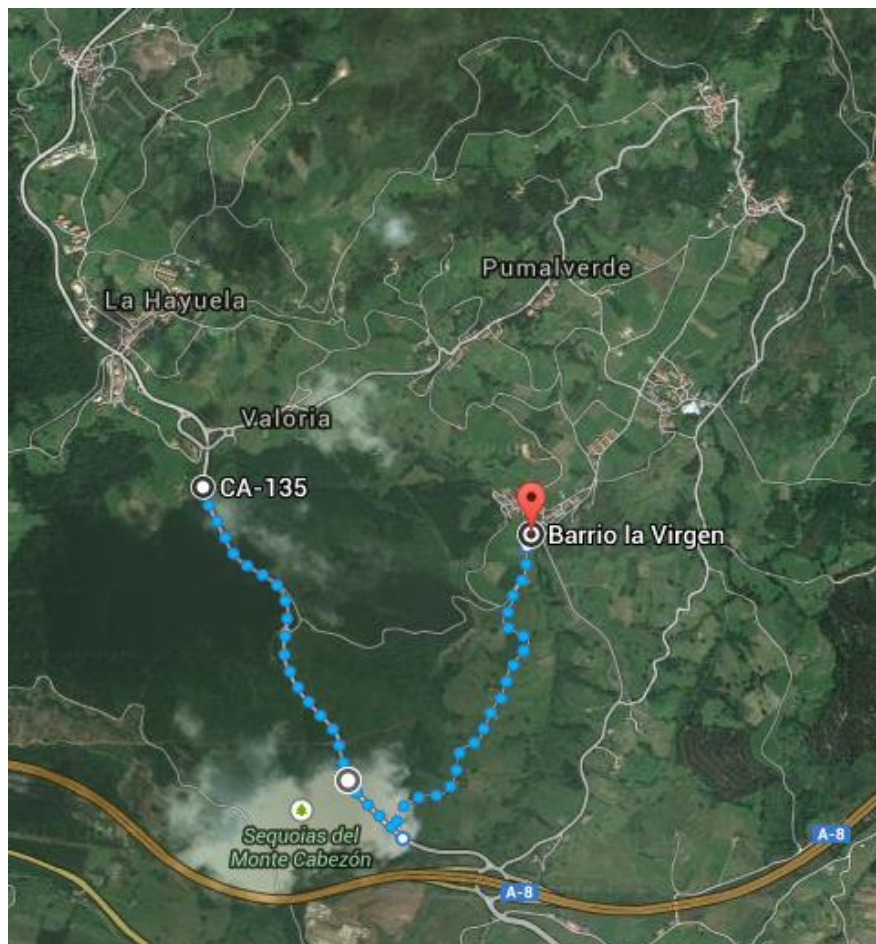 Pumalverde
La Hayuela
Valoria
CA-135
Barrio la Virgen
Sequoias del
Monte Cabezón
A-8
A-8